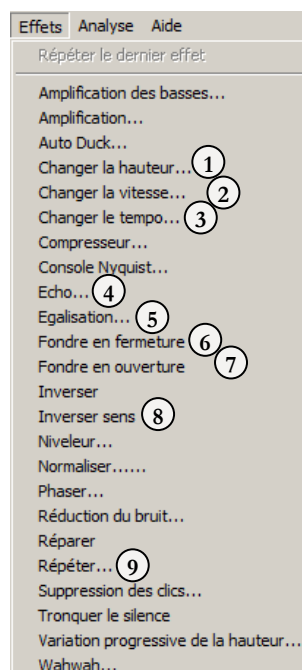 Effets Analyse Aide
Répéter le dernier effet
Amplification des basses...
Amplification...
Auto Duck...
Changer la hauteur... 1
Changer la vitesse... 2
Changer le tempo... 3
Compresseur...
Console Nyquist...
Echo... 4
Egalisation... 5
Fondre en fermeture 6
Fondre en ouverture 7
Inverser
Inverser sens 8
Niveleur...
Normaliser......
Phaser...
Réduction du bruit...
Réparer
Répéter... 9
Suppression des clics...
Tronquer le silence
Variation progressive de la hauteur...
Wahwah...